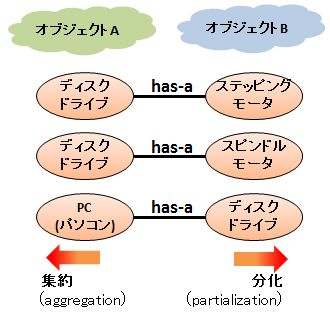 オブジェクトA
オブジェクトB
ディスク
ドライブ
has-a
ステッピング
モータ
ディスク
ドライブ
has-a
スピンドル
モータ
PC
(パソコン)
has-a
ディスク
ドライブ
集約
(aggregation)
分化
(partialization)